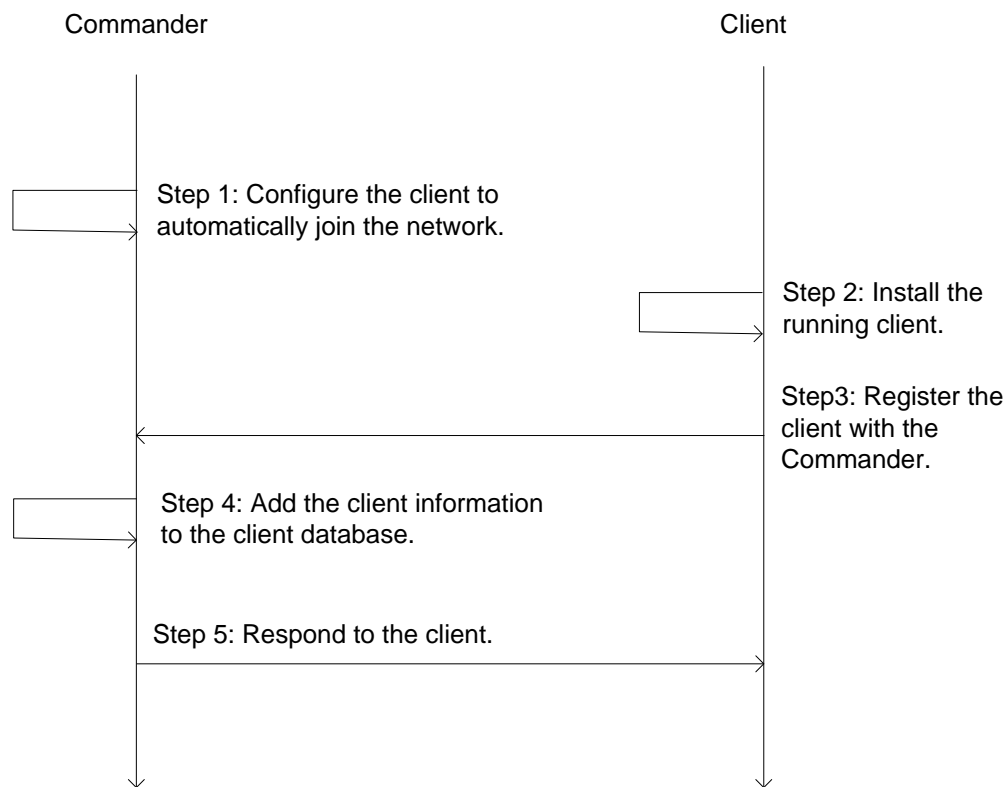 Commander
Client
Step 1: Configure the client to
automatically join the network.
Step 2: Install the
running client.
Step3: Register the
client with the
Commander.
Step 4: Add the client information
to the client database.
Step 5: Respond to the client.